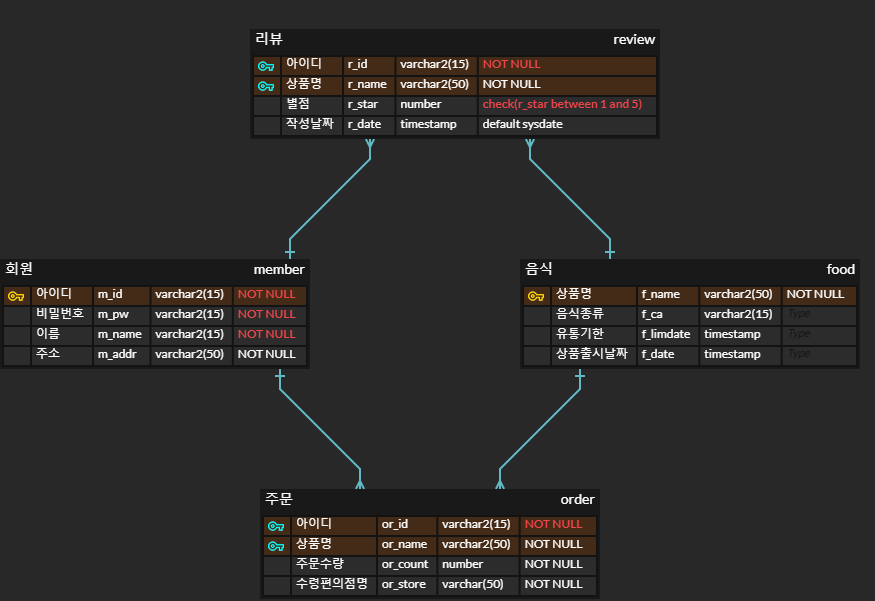 리뷰 review
아이디 r_id varchar2(15) NOT NULL
상품명 r_name varchar2(50) NOT NULL
별점 r_star number check(r_star between 1 and 5)
작성날짜 r_date timestamp default sysdate
회원 member
아이디 m_id varchar2(15) NOT NULL
비밀번호 m_pw varchar2(15) NOT NULL
이름 m_name varchar2(15) NOT NULL
주소 m_addr varchar2(50) NOT NULL
음식 food
상품명 f_name varchar2(50) NOT NULL
음식종류 f_ca varchar2(15) Type
유통기한 f_limdate timestamp Type
상품출시날짜 f_date timestamp Type
주문 order
아이디 or_id varchar2(15) NOT NULL
상품명 or_name varchar2(50) NOT NULL
주문수량 or_count number NOT NULL
수령편의점명 or_store varchar(50) NOT NULL